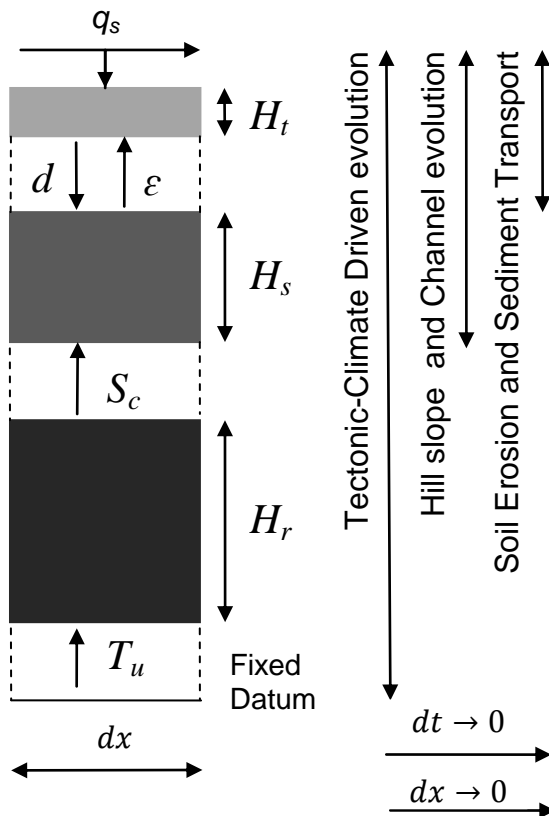 q_s
H_t
d
ε
H_s
S_c
H_r
T_u
Fixed
Datum
dx
Tectonic-Climate Driven evolution
Hill slope and Channel evolution
Soil Erosion and Sediment Transport
dt → 0
dx → 0